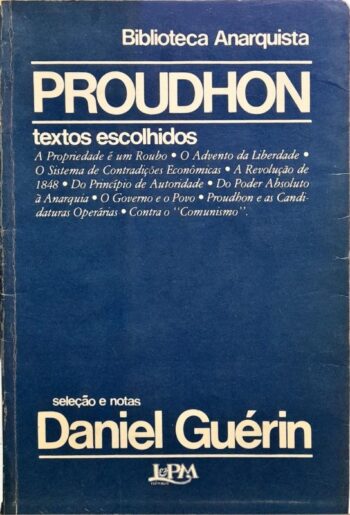 Biblioteca Anarquista
PROUDHON
textos escolhidos
A Propriedade é um Roubo • O Advento da Liberdade •
O Sistema de Contradições Econômicas • A Revolução de
1848 • Do Princípio de Autoridade • Do Poder Absoluto
à Anarquia • O Governo e o Povo • Proudhon e as Candi-
daturas Operárias • Contra o "Comunismo".
seleção e notas
Daniel Guérin
L&PM
EDITORES